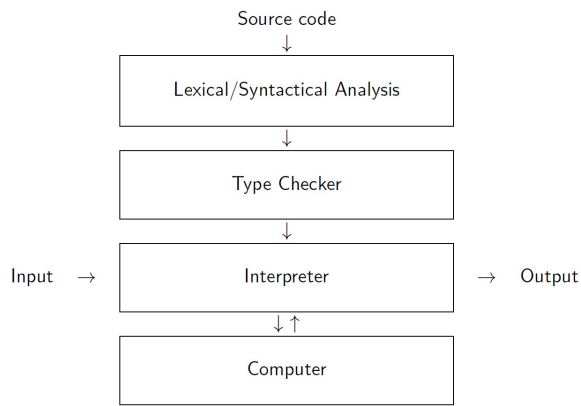 Source code
↓
Lexical/Syntactical Analysis
↓
Type Checker
↓
Input → Interpreter → Output
↓↑
Computer